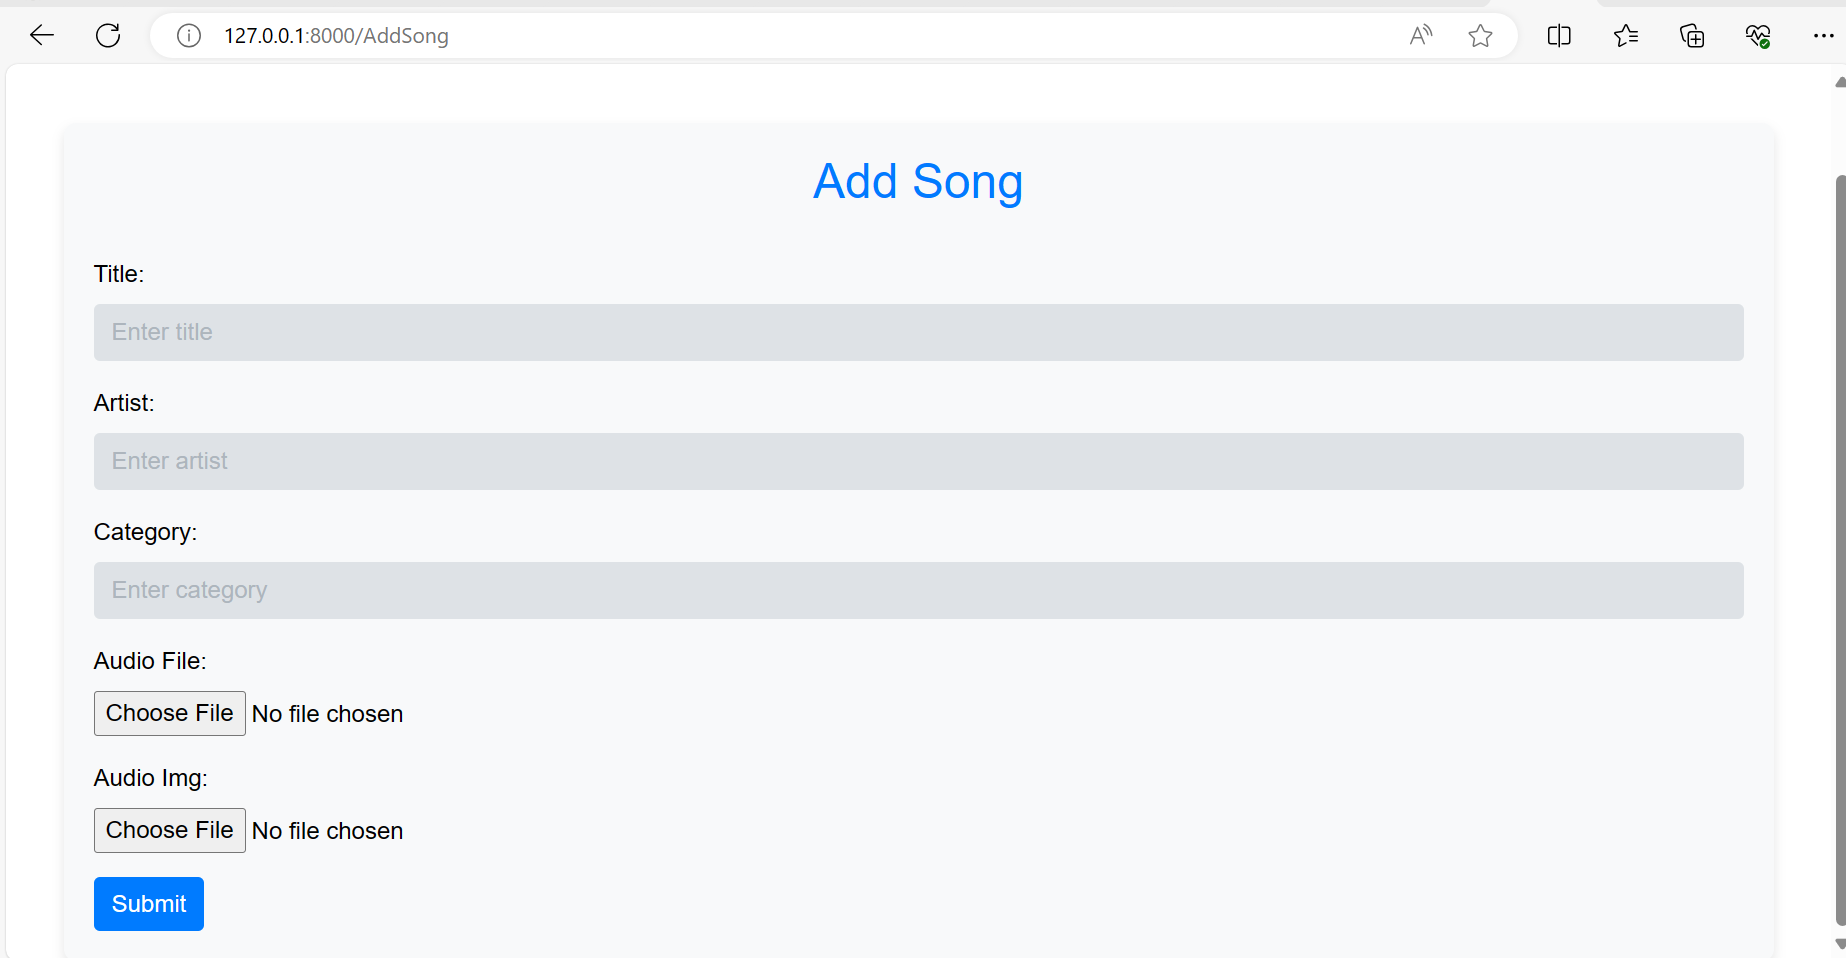 127.0.0.1:8000/AddSong
Add Song
Title:
Enter title
Artist:
Enter artist
Category:
Enter category
Audio File:
Choose File No file chosen
Audio Img:
Choose File No file chosen
Submit